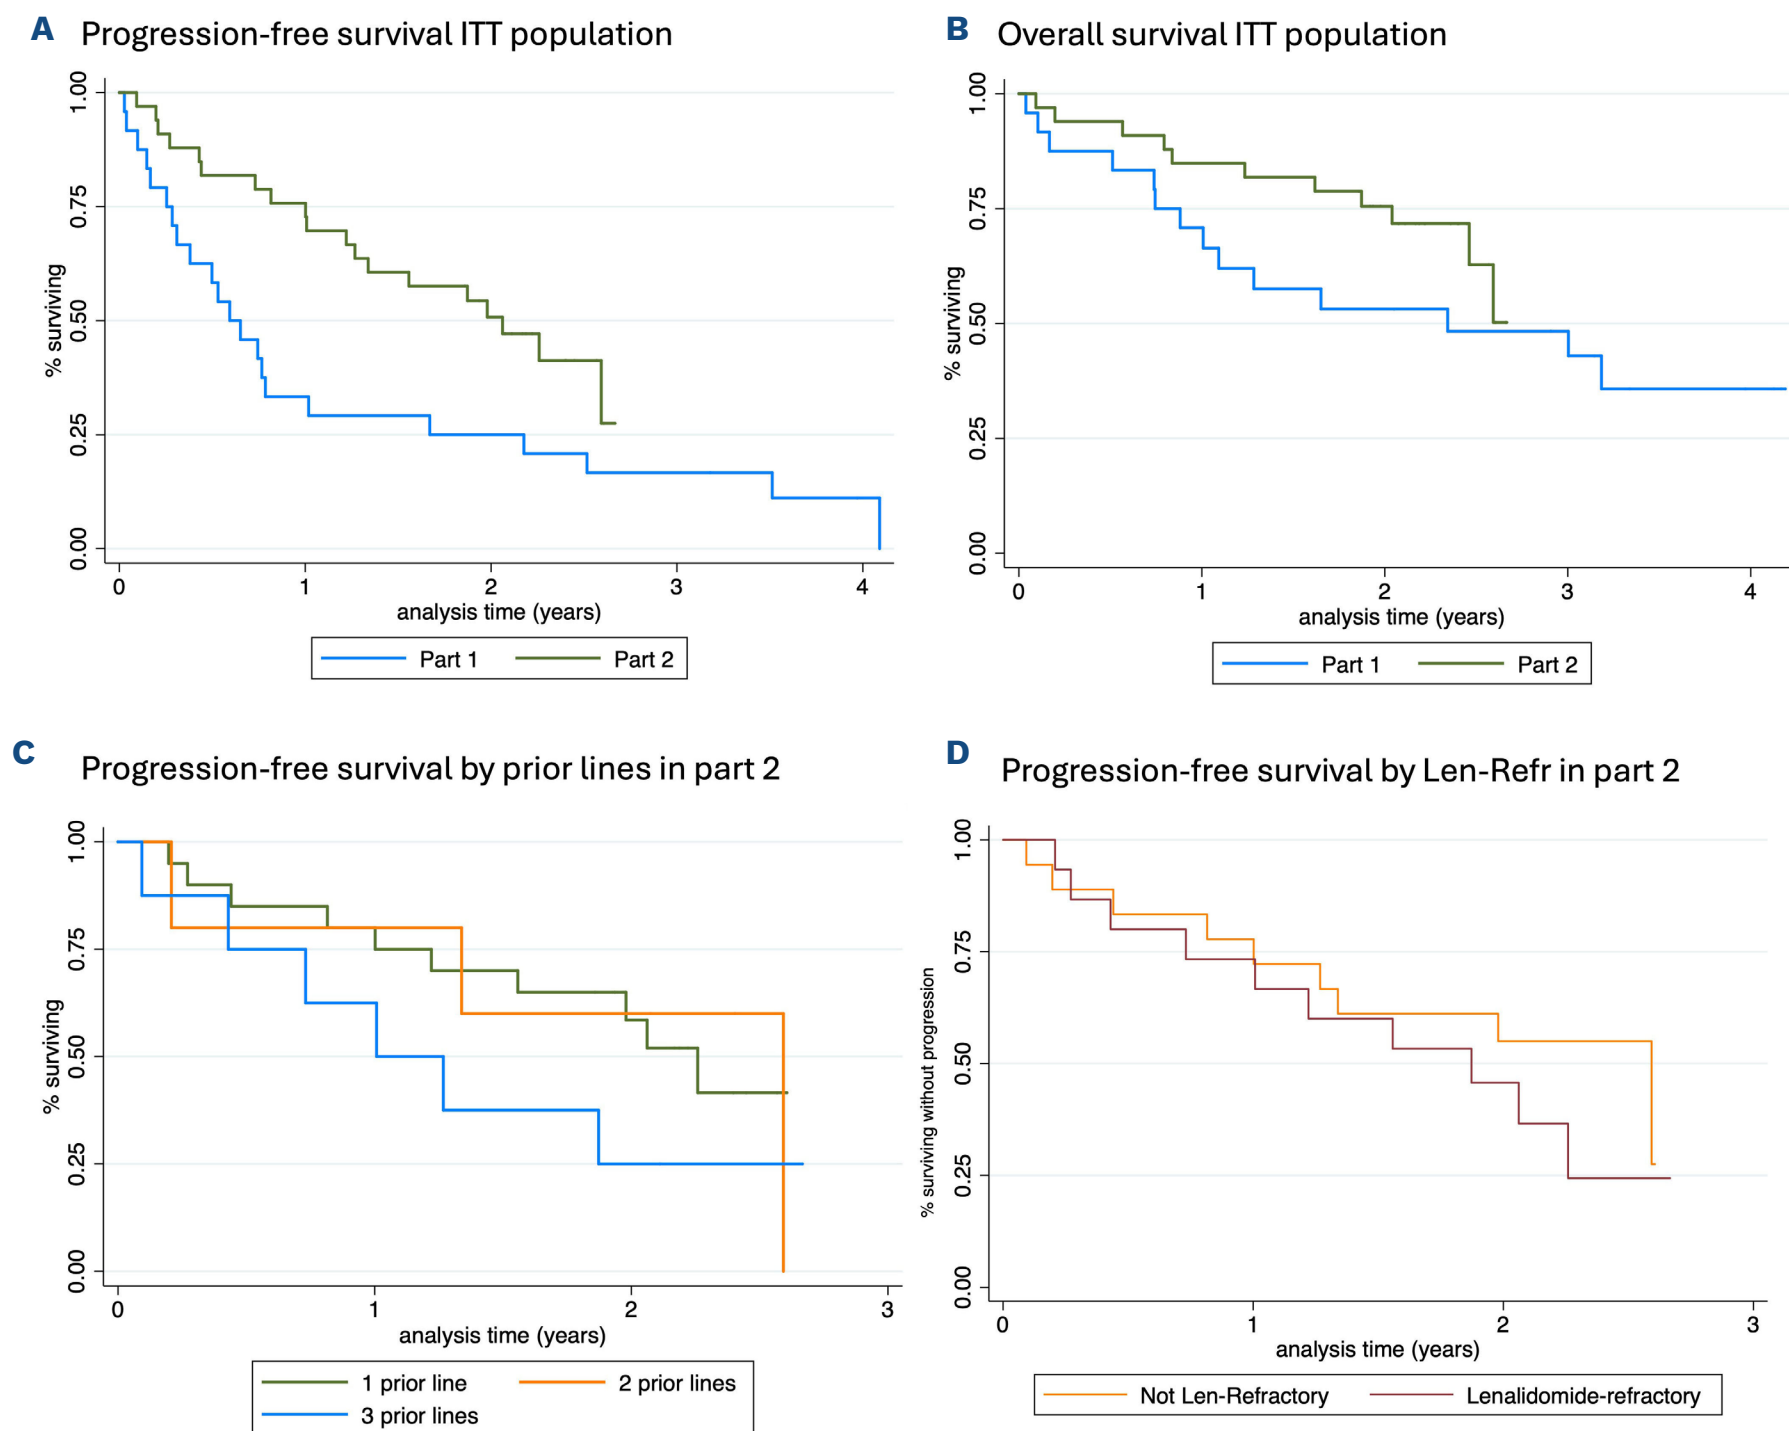 A Progression-free survival ITT population
1.00
0.75
0.50
0.25
0.00
% surviving
0 1 2 3 4
analysis time (years)
Part 1 Part 2
B Overall survival ITT population
1.00
0.75
0.50
0.25
0.00
% surviving
0 1 2 3 4
analysis time (years)
Part 1 Part 2
C Progression-free survival by prior lines in part 2
1.00
0.75
0.50
0.25
0.00
% surviving
0 1 2 3
analysis time (years)
1 prior line 2 prior lines
3 prior lines
D Progression-free survival by Len-Refr in part 2
1.00
0.75
0.50
0.25
0.00
% surviving without progression
0 1 2 3
analysis time (years)
Not Len-Refractory Lenalidomide-refractory